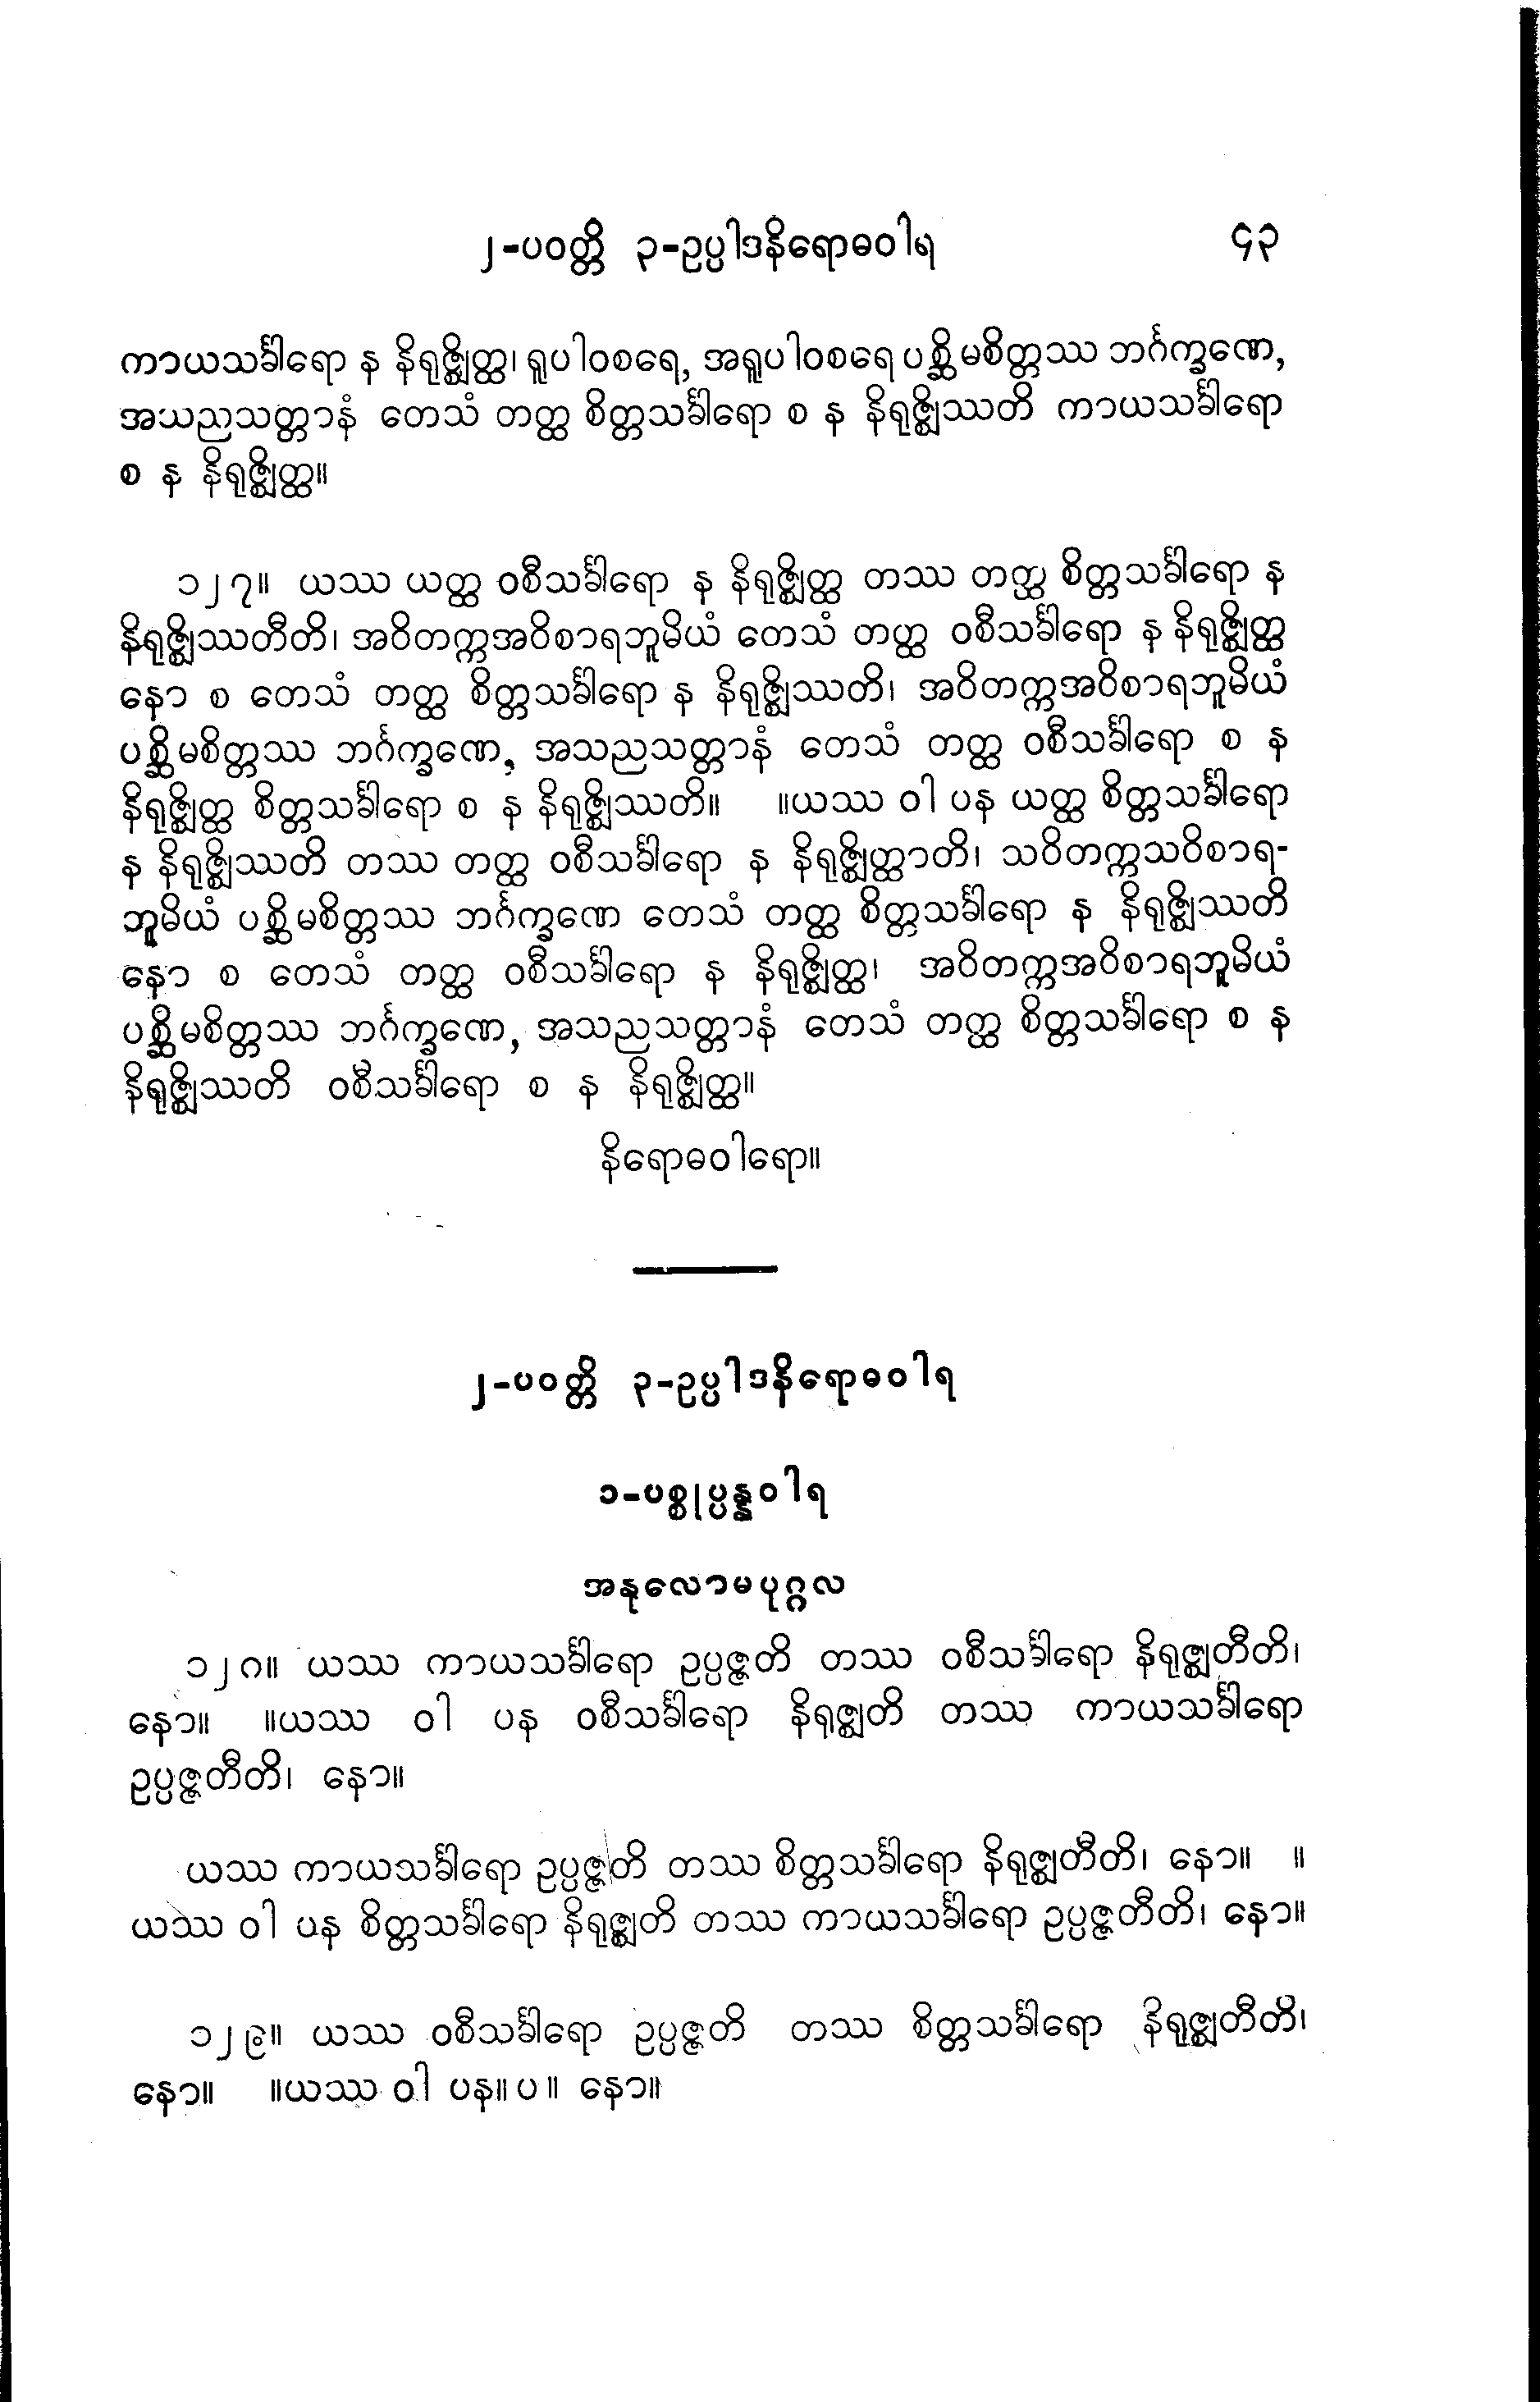 ၂-ပဝတ္တိ ၃-ဥပ္ပါဒနိရောဓဝါရ ၄၃
ကာယသင်္ခါရော န နိရုဇ္ဈိတ္ထ၊ ရူပါဝစရေ, အရူပါဝစရေ ပစ္ဆိမစိတ္တဿ ဘင်္ဂက္ခဏေ,
အသညသတ္တာနံ တေသံ တတ္ထ စိတ္တသင်္ခါရော စ န နိရုဇ္ဈိဿတိ ကာယသင်္ခါရော
စ န နိရုဇ္ဈိတ္ထ။
၁၂၇။ ယဿ ယတ္ထ ဝစီသင်္ခါရော န နိရုဇ္ဈိတ္ထ တဿ တတ္ထ စိတ္တသင်္ခါရော န
နိရုဇ္ဈိဿတီတိ၊ အဝိတက္ကအဝိစာရဘူမိယံ တေသံ တတ္ထ ဝစီသင်္ခါရော န နိရုဇ္ဈိတ္ထ
နော စ တေသံ တတ္ထ စိတ္တသင်္ခါရော န နိရုဇ္ဈိဿတိ၊ အဝိတက္ကအဝိစာရဘူမိယံ
ပစ္ဆိမစိတ္တဿ ဘင်္ဂက္ခဏေ, အသညသတ္တာနံ တေသံ တတ္ထ ဝစီသင်္ခါရော စ န
နိရုဇ္ဈိတ္ထ စိတ္တသင်္ခါရော စ န နိရုဇ္ဈိဿတိ။ ။ယဿ ဝါ ပန ယတ္ထ စိတ္တသင်္ခါရော
န နိရုဇ္ဈိဿတိ တဿ တတ္ထ ဝစီသင်္ခါရော န နိရုဇ္ဈိတ္ထာတိ၊ သဝိတက္ကသဝိစာရ-
ဘူမိယံ ပစ္ဆိမစိတ္တဿ ဘင်္ဂက္ခဏေ တေသံ တတ္ထ စိတ္တသင်္ခါရော န နိရုဇ္ဈိဿတိ
နော စ တေသံ တတ္ထ ဝစီသင်္ခါရော န နိရုဇ္ဈိတ္ထ၊ အဝိတက္ကအဝိစာရဘူမိယံ
ပစ္ဆိမစိတ္တဿ ဘင်္ဂက္ခဏေ, အသညသတ္တာနံ တေသံ တတ္ထ စိတ္တသင်္ခါရော စ န
နိရုဇ္ဈိဿတိ ဝစီသင်္ခါရော စ န နိရုဇ္ဈိတ္ထ။
နိရောဓဝါရော။
၂-ပဝတ္တိ ၃-ဥပ္ပါဒနိရောဓဝါရ
၁-ပစ္စုပ္ပန္နဝါရ
အနုလောမပုဂ္ဂလ
၁၂၈။ ယဿ ကာယသင်္ခါရော ဥပ္ပဇ္ဇတိ တဿ ဝစီသင်္ခါရော နိရုဇ္ဈတီတိ၊
နော။ ။ယဿ ဝါ ပန ဝစီသင်္ခါရော နိရုဇ္ဈတိ တဿ ကာယသင်္ခါရော
ဥပ္ပဇ္ဇတီတိ၊ နော။
ယဿ ကာယသင်္ခါရော ဥပ္ပဇ္ဇတိ တဿ စိတ္တသင်္ခါရော နိရုဇ္ဈတီတိ၊ နော။ ။
ယဿ ဝါ ပန စိတ္တသင်္ခါရော နိရုဇ္ဈတိ တဿ ကာယသင်္ခါရော ဥပ္ပဇ္ဇတီတိ၊ နော။
၁၂၉။ ယဿ ဝစီသင်္ခါရော ဥပ္ပဇ္ဇတိ တဿ စိတ္တသင်္ခါရော နိရုဇ္ဈတီတိ၊
နော။ ။ယဿ ဝါ ပန။ပ။ နော။